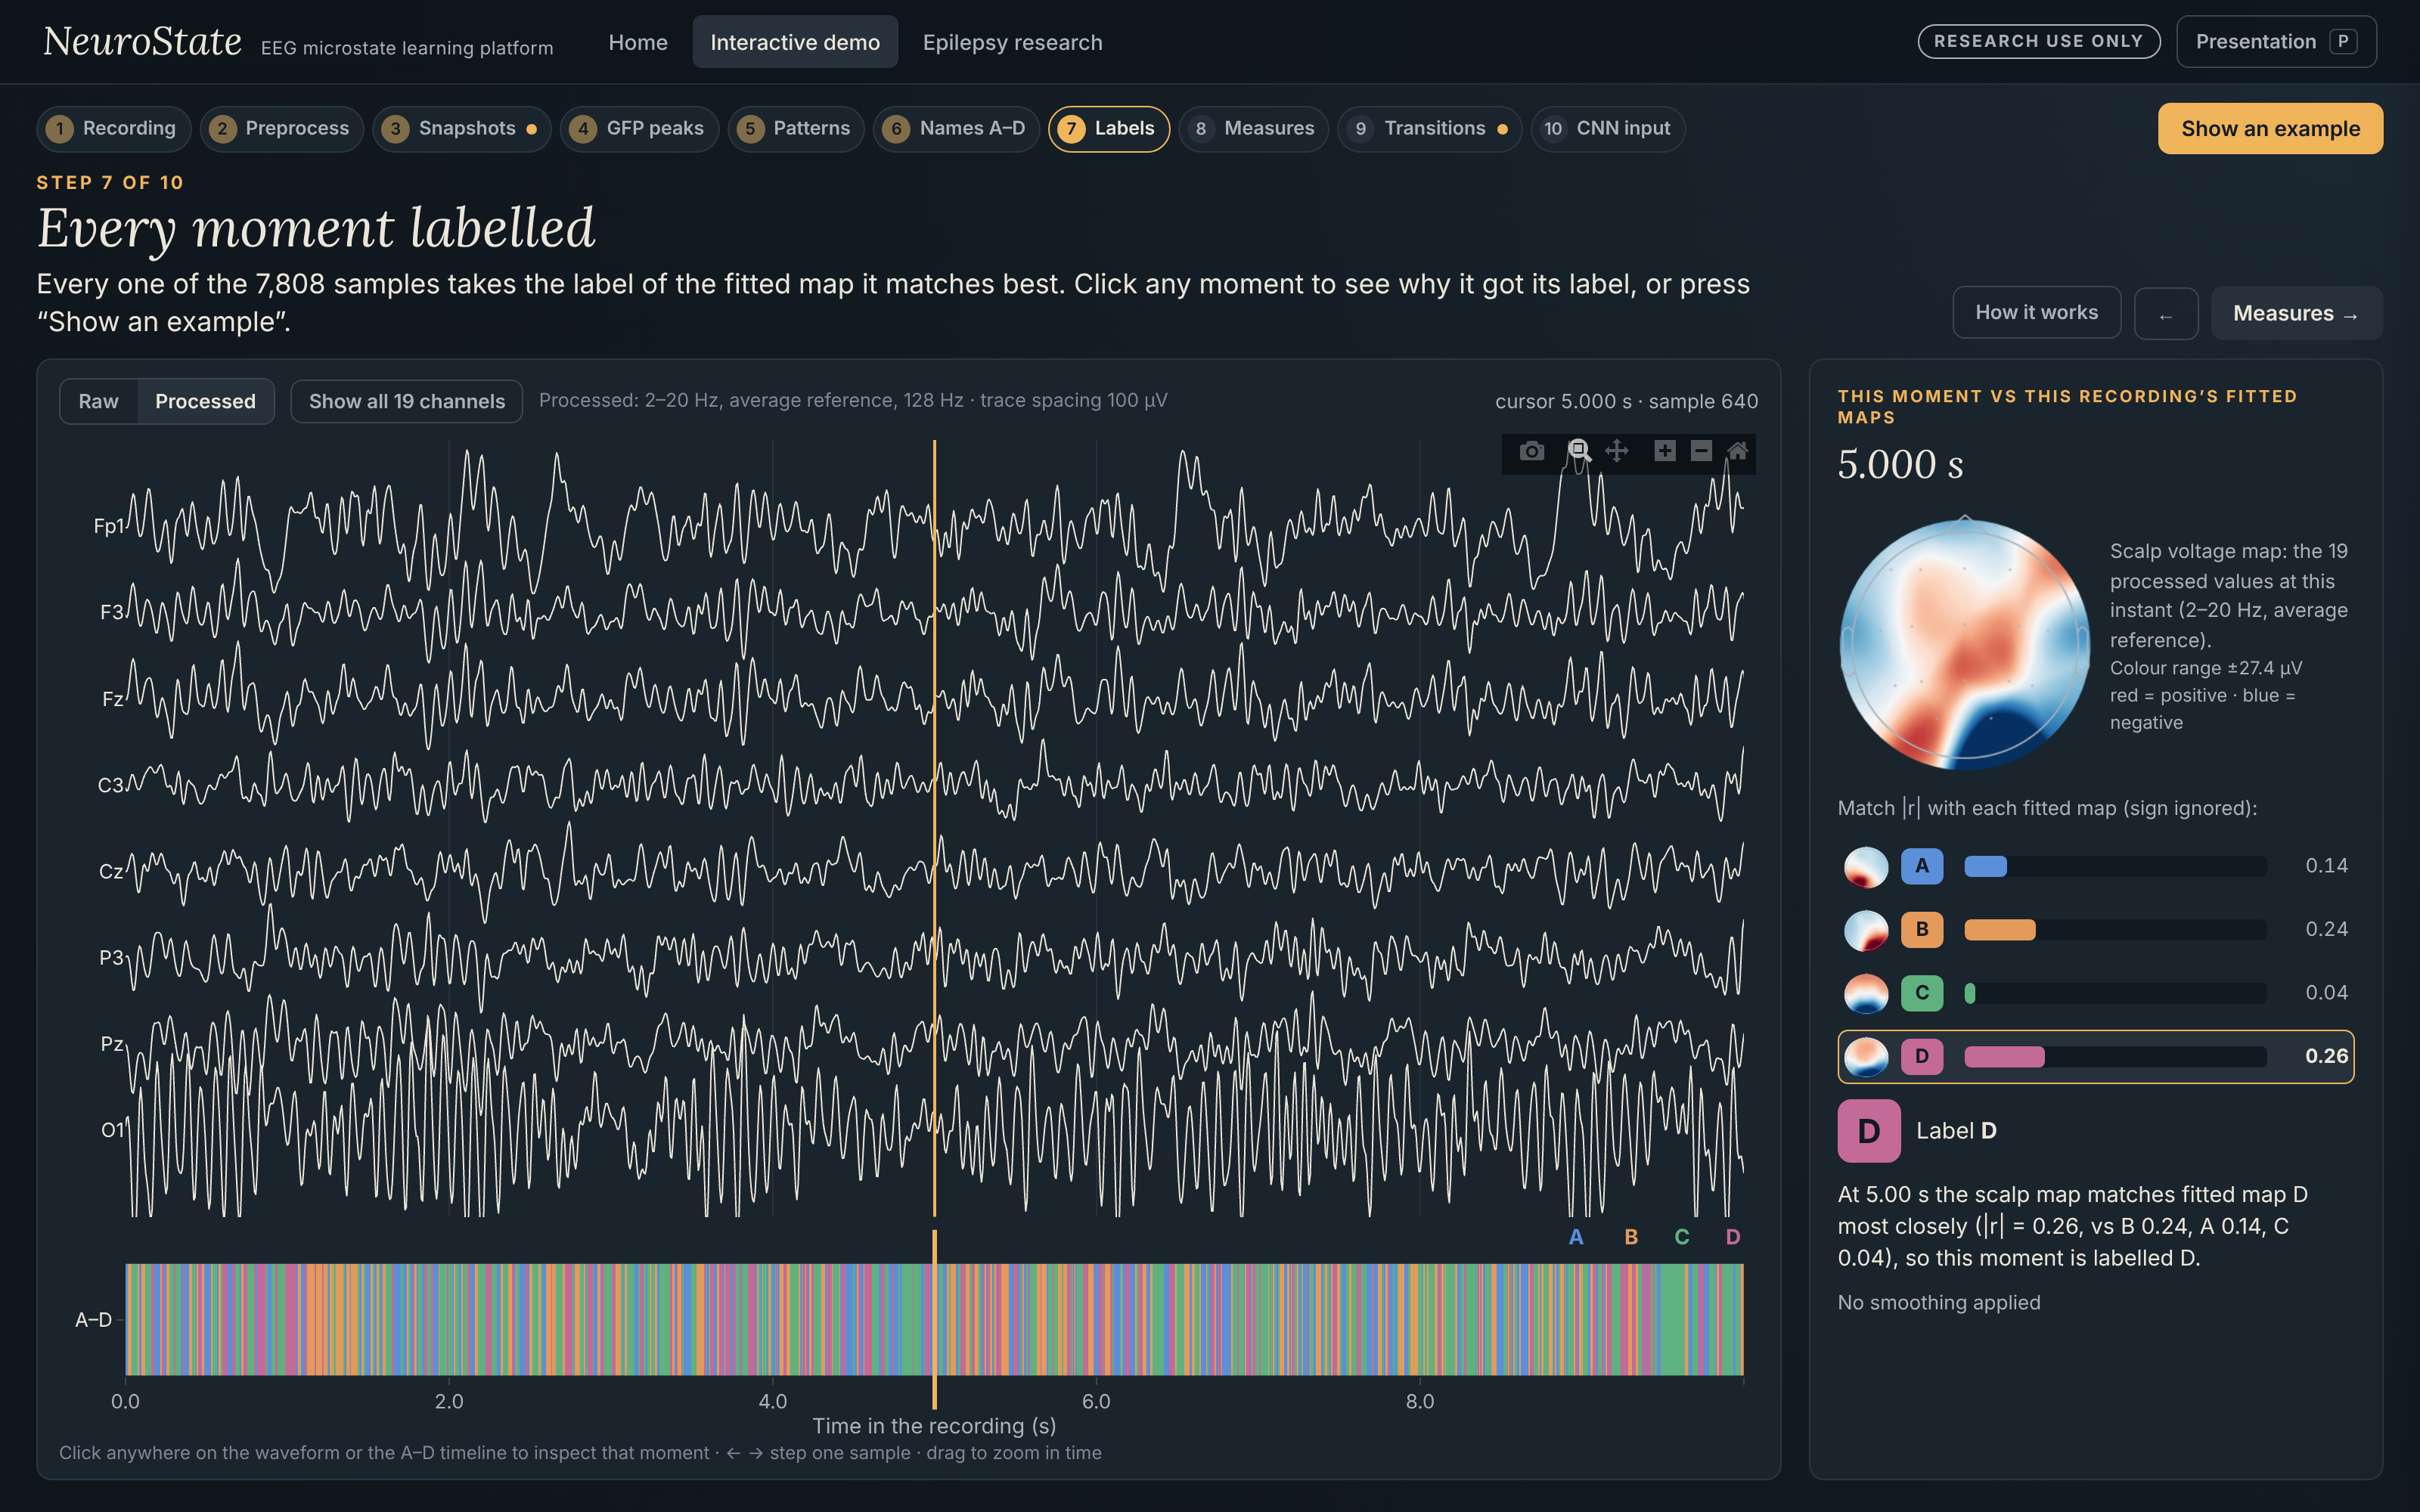 NeuroState EEG microstate learning platform Home Interactive demo Epilepsy research RESEARCH USE ONLY Presentation P
1 Recording 2 Preprocess 3 Snapshots 4 GFP peaks 5 Patterns 6 Names A–D 7 Labels 8 Measures 9 Transitions 10 CNN input Show an example
STEP 7 OF 10
Every moment labelled
Every one of the 7,808 samples takes the label of the fitted map it matches best. Click any moment to see why it got its label, or press
“Show an example”.
How it works ← Measures →
Raw Processed Show all 19 channels Processed: 2–20 Hz, average reference, 128 Hz · trace spacing 100 µV cursor 5.000 s · sample 640
Fp1
F3
Fz
C3
Cz
P3
Pz
O1
A B C D
A–D
0.0 2.0 4.0 6.0 8.0
Time in the recording (s)
Click anywhere on the waveform or the A–D timeline to inspect that moment · ← → step one sample · drag to zoom in time
THIS MOMENT VS THIS RECORDING’S FITTED
MAPS
5.000 s
Scalp voltage map: the 19
processed values at this
instant (2–20 Hz, average
reference).
Colour range ±27.4 µV
red = positive · blue =
negative
Match |r| with each fitted map (sign ignored):
A 0.14
B 0.24
C 0.04
D 0.26
D Label D
At 5.00 s the scalp map matches fitted map D
most closely (|r| = 0.26, vs B 0.24, A 0.14, C
0.04), so this moment is labelled D.
No smoothing applied